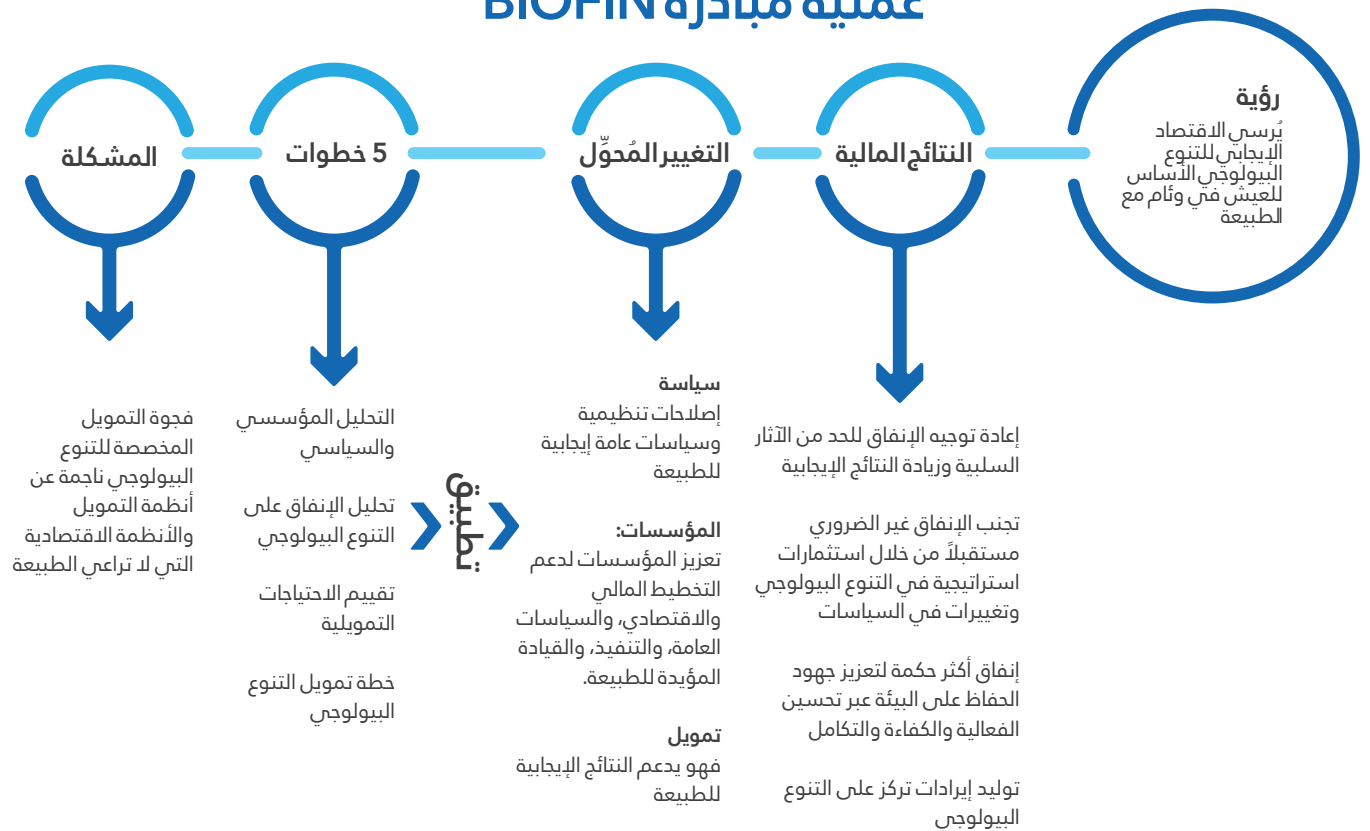 عملية مبادرة BIOFIN
المشكلة
5 خطوات
التغيير المُحوِّل
النتائج المالية
رؤية
يُرسي الاقتصاد
الإيجابي للتنوع
البيولوجي الأساس
للعيش في وئام مع
الطبيعة
فجوة التمويل
المخصصة للتنوع
البيولوجي ناجمة عن
أنظمة التمويل
والأنظمة الاقتصادية
التي لا تراعي الطبيعة
التحليل المؤسسي
والسياسي
تحليل الإنفاق على
التنوع البيولوجي
تقييم الاحتياجات
التمويلية
خطة تمويل التنوع
البيولوجي
تطبيق
سياسة
إصلاحات تنظيمية
وسياسات عامة إيجابية
للطبيعة
المؤسسات:
تعزيز المؤسسات لدعم
التخطيط المالي
والاقتصادي، والسياسات
العامة، والتنفيذ، والقيادة
المؤيدة للطبيعة.
تمويل
فهو يدعم النتائج الإيجابية
للطبيعة
إعادة توجيه الإنفاق للحد من الآثار
السلبية وزيادة النتائج الإيجابية
تجنب الإنفاق غير الضروري
مستقبلاً من خلال استثمارات
استراتيجية في التنوع البيولوجي
وتغييرات في السياسات
إنفاق أكثر حكمة لتعزيز جهود
الحفاظ على البيئة عبر تحسين
الفعالية والكفاءة والتكامل
توليد إيرادات تركز على التنوع
البيولوجي